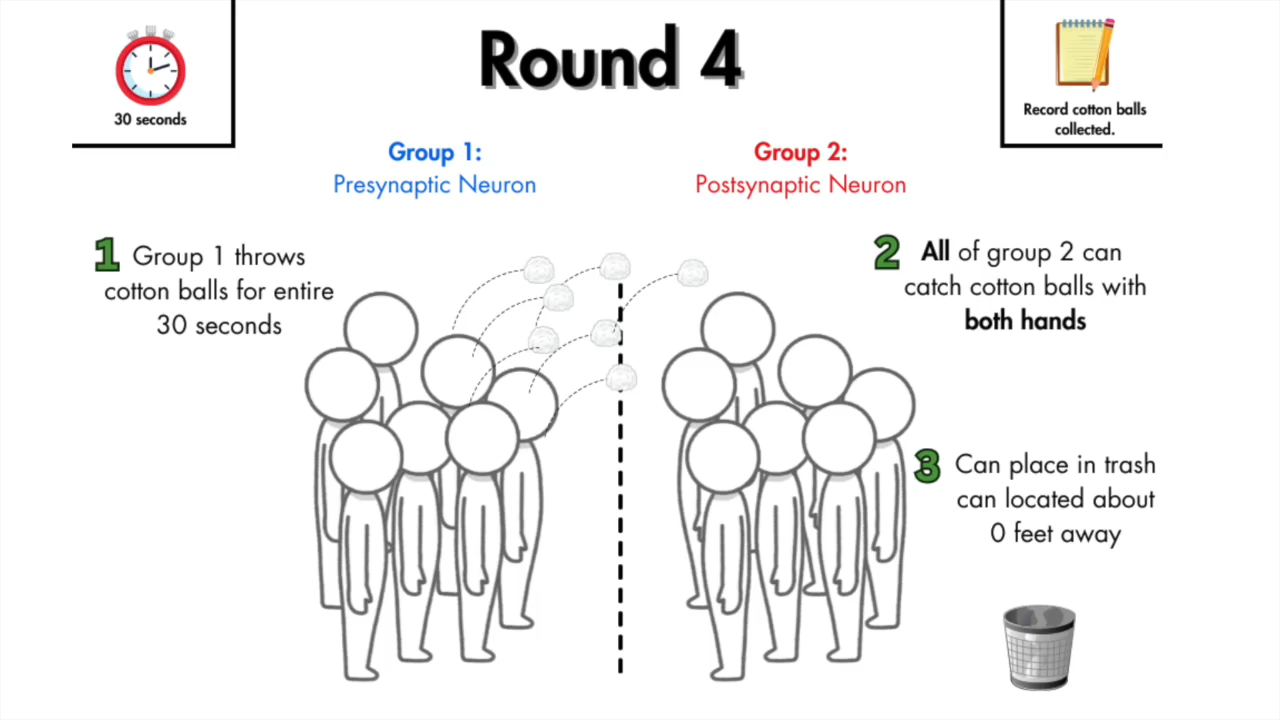 Round 4
30 seconds
Record cotton balls
collected.
Group 1:
Presynaptic Neuron
Group 2:
Postsynaptic Neuron
1 Group 1 throws
cotton balls for entire
30 seconds
2 All of group 2 can
catch cotton balls with
both hands
3 Can place in trash
can located about
0 feet away